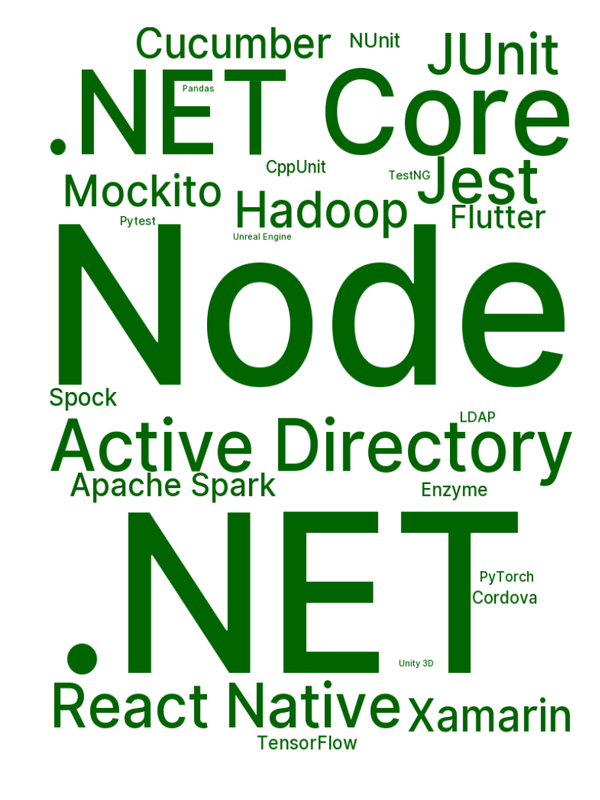 Cucumber
NUnit
JUnit
Pandas
.NET Core
CppUnit
TestNG
Jest
Mockito
Hadoop
Flutter
Pytest
Unreal Engine
Node
Spock
LDAP
Active Directory
Apache Spark
Enzyme
.NET
PyTorch
Cordova
Unity 3D
React Native
Xamarin
TensorFlow